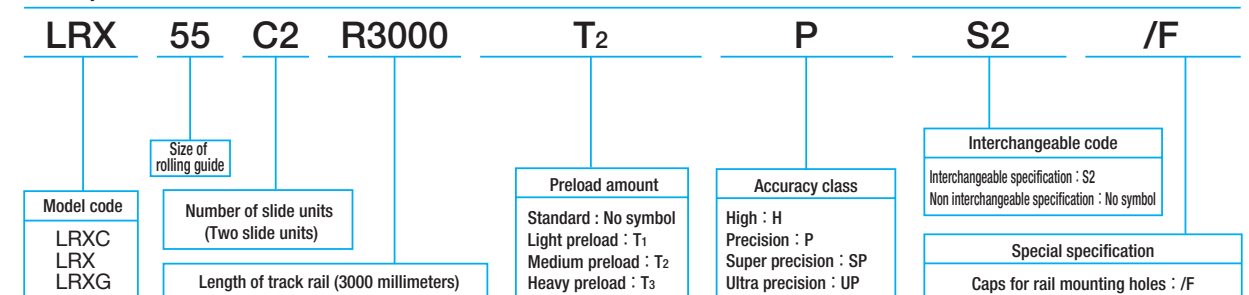 LRX 55 C2 R3000 T2 P S2 /F
Size of
rolling guide
Model code
LRXC
LRX
LRXG
Number of slide units
(Two slide units)
Length of track rail (3000 millimeters)
Preload amount
Standard : No symbol
Light preload : T1
Medium preload : T2
Heavy preload : T3
Accuracy class
High : H
Precision : P
Super precision : SP
Ultra precision : UP
Interchangeable code
Interchangeable specification : S2
Non interchangeable specification : No symbol
Special specification
Caps for rail mounting holes : /F